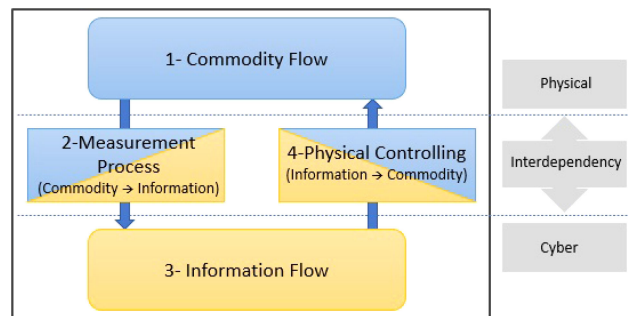 1- Commodity Flow
Physical
2-Measurement
Process
(Commodity → Information)
4-Physical Controlling
(Information → Commodity)
Interdependency
3- Information Flow
Cyber